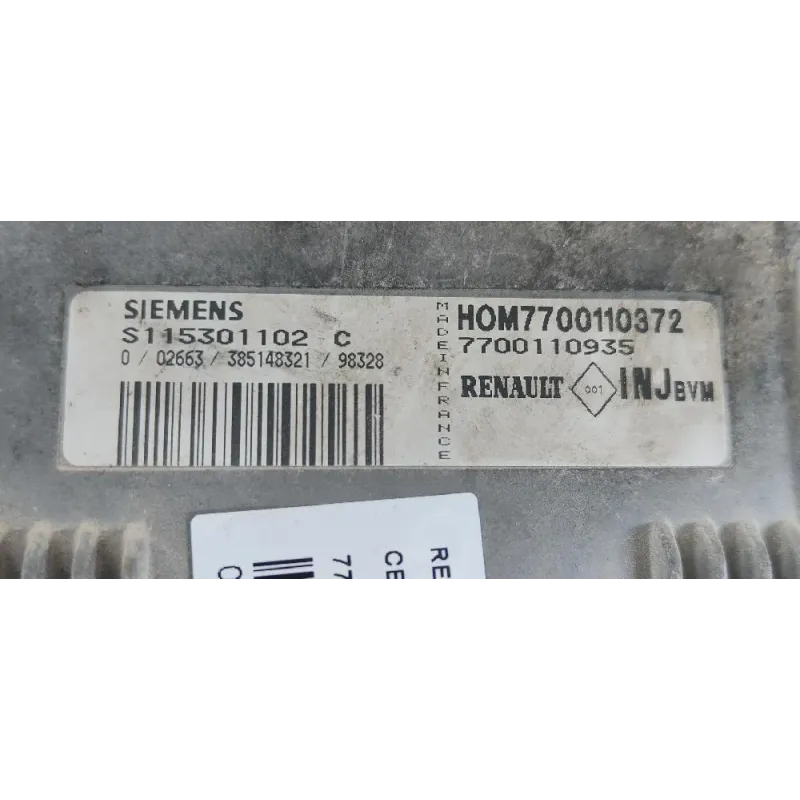 SIEMENS
S115301102 C
0 / 02663 / 385148321 / 98328
MADE IN FRANCE
HOM7700110372
7700110935
RENAULT 001 INJ BVM
RE
CE
77